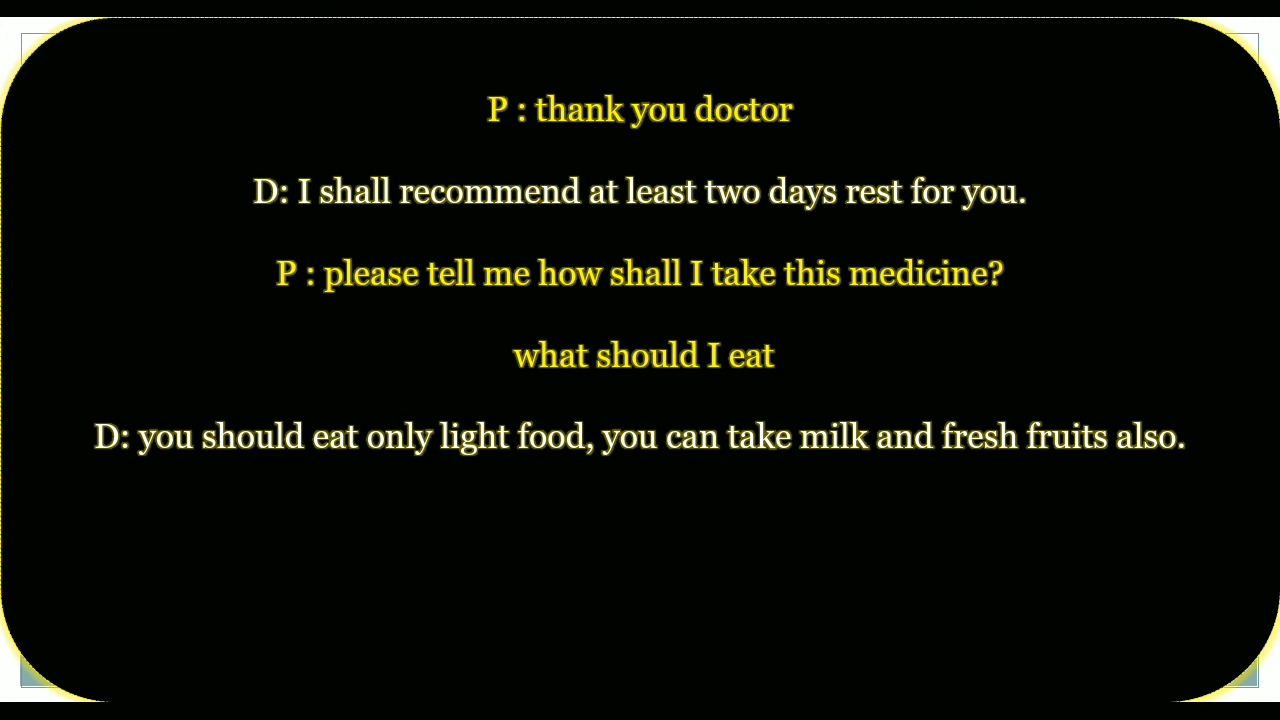 P : thank you doctor
D: I shall recommend at least two days rest for you.
P : please tell me how shall I take this medicine?
what should I eat
D: you should eat only light food, you can take milk and fresh fruits also.